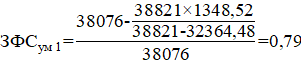 ЗФС ум 1 = (38076 - (38821×1348,52) / (38821-32364,48)) / 38076 = 0,79